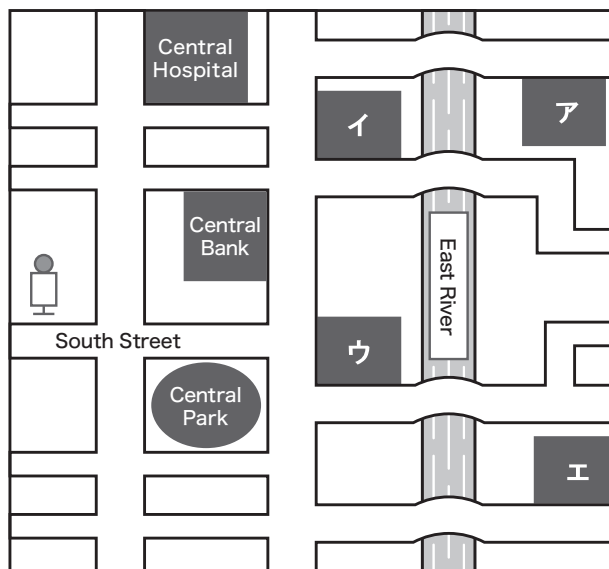 Central
Hospital
イ
ア
Central
Bank
East River
ウ
South Street
Central
Park
エ